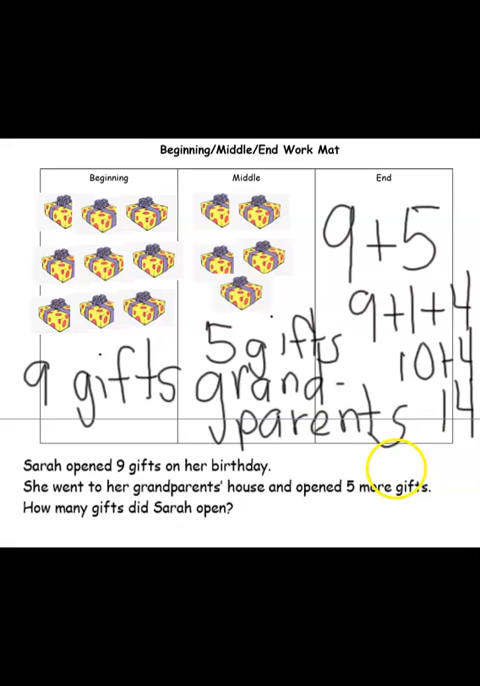 Beginning/Middle/End Work Mat
Beginning
Middle
End
9 gifts
5 gifts
grand-
parents
9+5
9+1+4
10+4
14
Sarah opened 9 gifts on her birthday.
She went to her grandparents' house and opened 5 more gifts.
How many gifts did Sarah open?